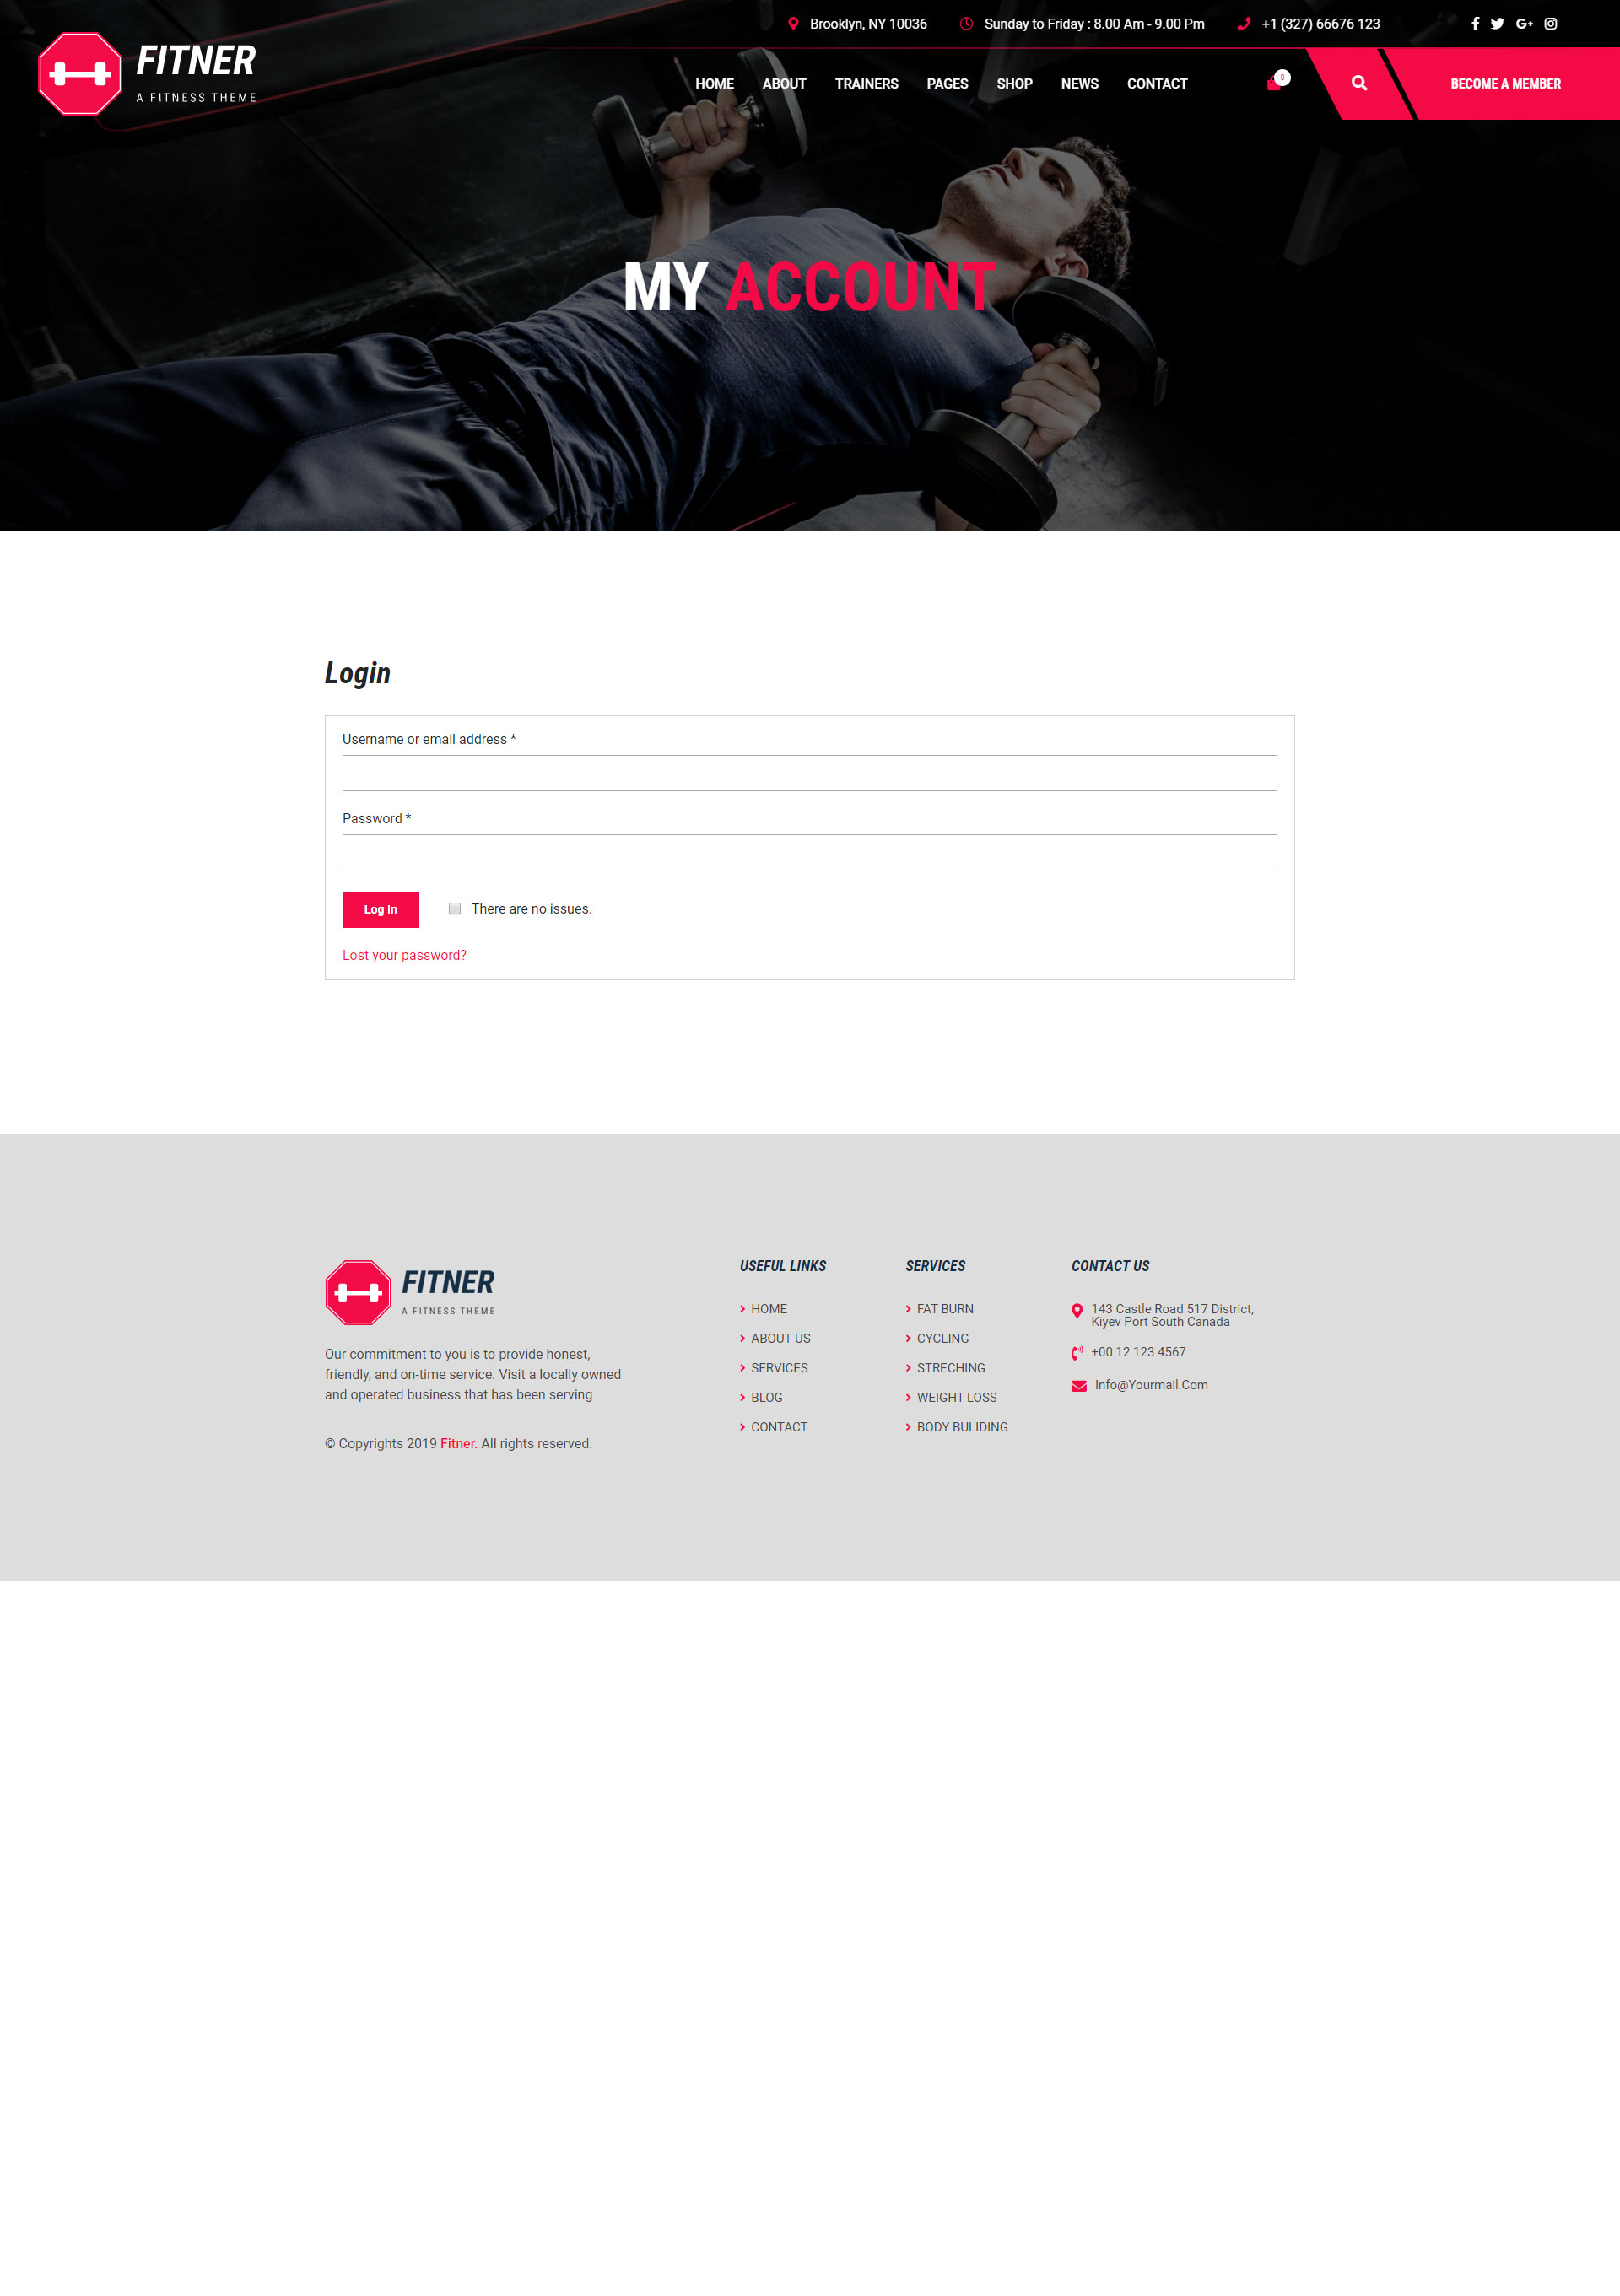 Brooklyn, NY 10036
Sunday to Friday : 8.00 Am - 9.00 Pm
+1 (327) 66676 123
FITNER
A FITNESS THEME
HOME
ABOUT
TRAINERS
PAGES
SHOP
NEWS
CONTACT
0
BECOME A MEMBER
MY ACCOUNT
Login
Username or email address *
Password *
Log In
There are no issues.
Lost your password?
FITNER
A FITNESS THEME
Our commitment to you is to provide honest,
friendly, and on-time service. Visit a locally owned
and operated business that has been serving
© Copyrights 2019 Fitner. All rights reserved.
USEFUL LINKS
HOME
ABOUT US
SERVICES
BLOG
CONTACT
SERVICES
FAT BURN
CYCLING
STRECHING
WEIGHT LOSS
BODY BULIDING
CONTACT US
143 Castle Road 517 District,
Kiyev Port South Canada
+00 12 123 4567
Info@Yourmail.Com